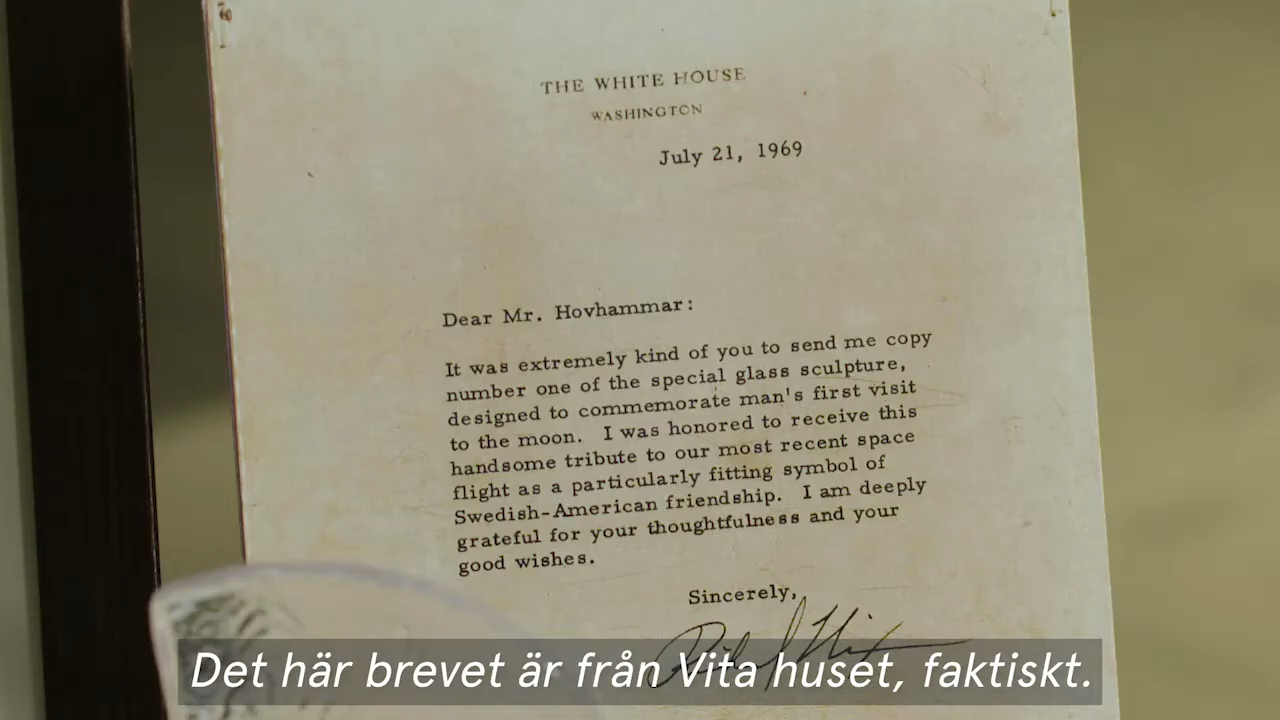 THE WHITE HOUSE
WASHINGTON
July 21, 1969
Dear Mr. Hovhammar:
It was extremely kind of you to send me copy
number one of the special glass sculpture,
designed to commemorate man's first visit
to the moon. I was honored to receive this
handsome tribute to our most recent space
flight as a particularly fitting symbol of
Swedish-American friendship. I am deeply
grateful for your thoughtfulness and your
good wishes.
Sincerely,
Det här brevet är från Vita huset, faktiskt.